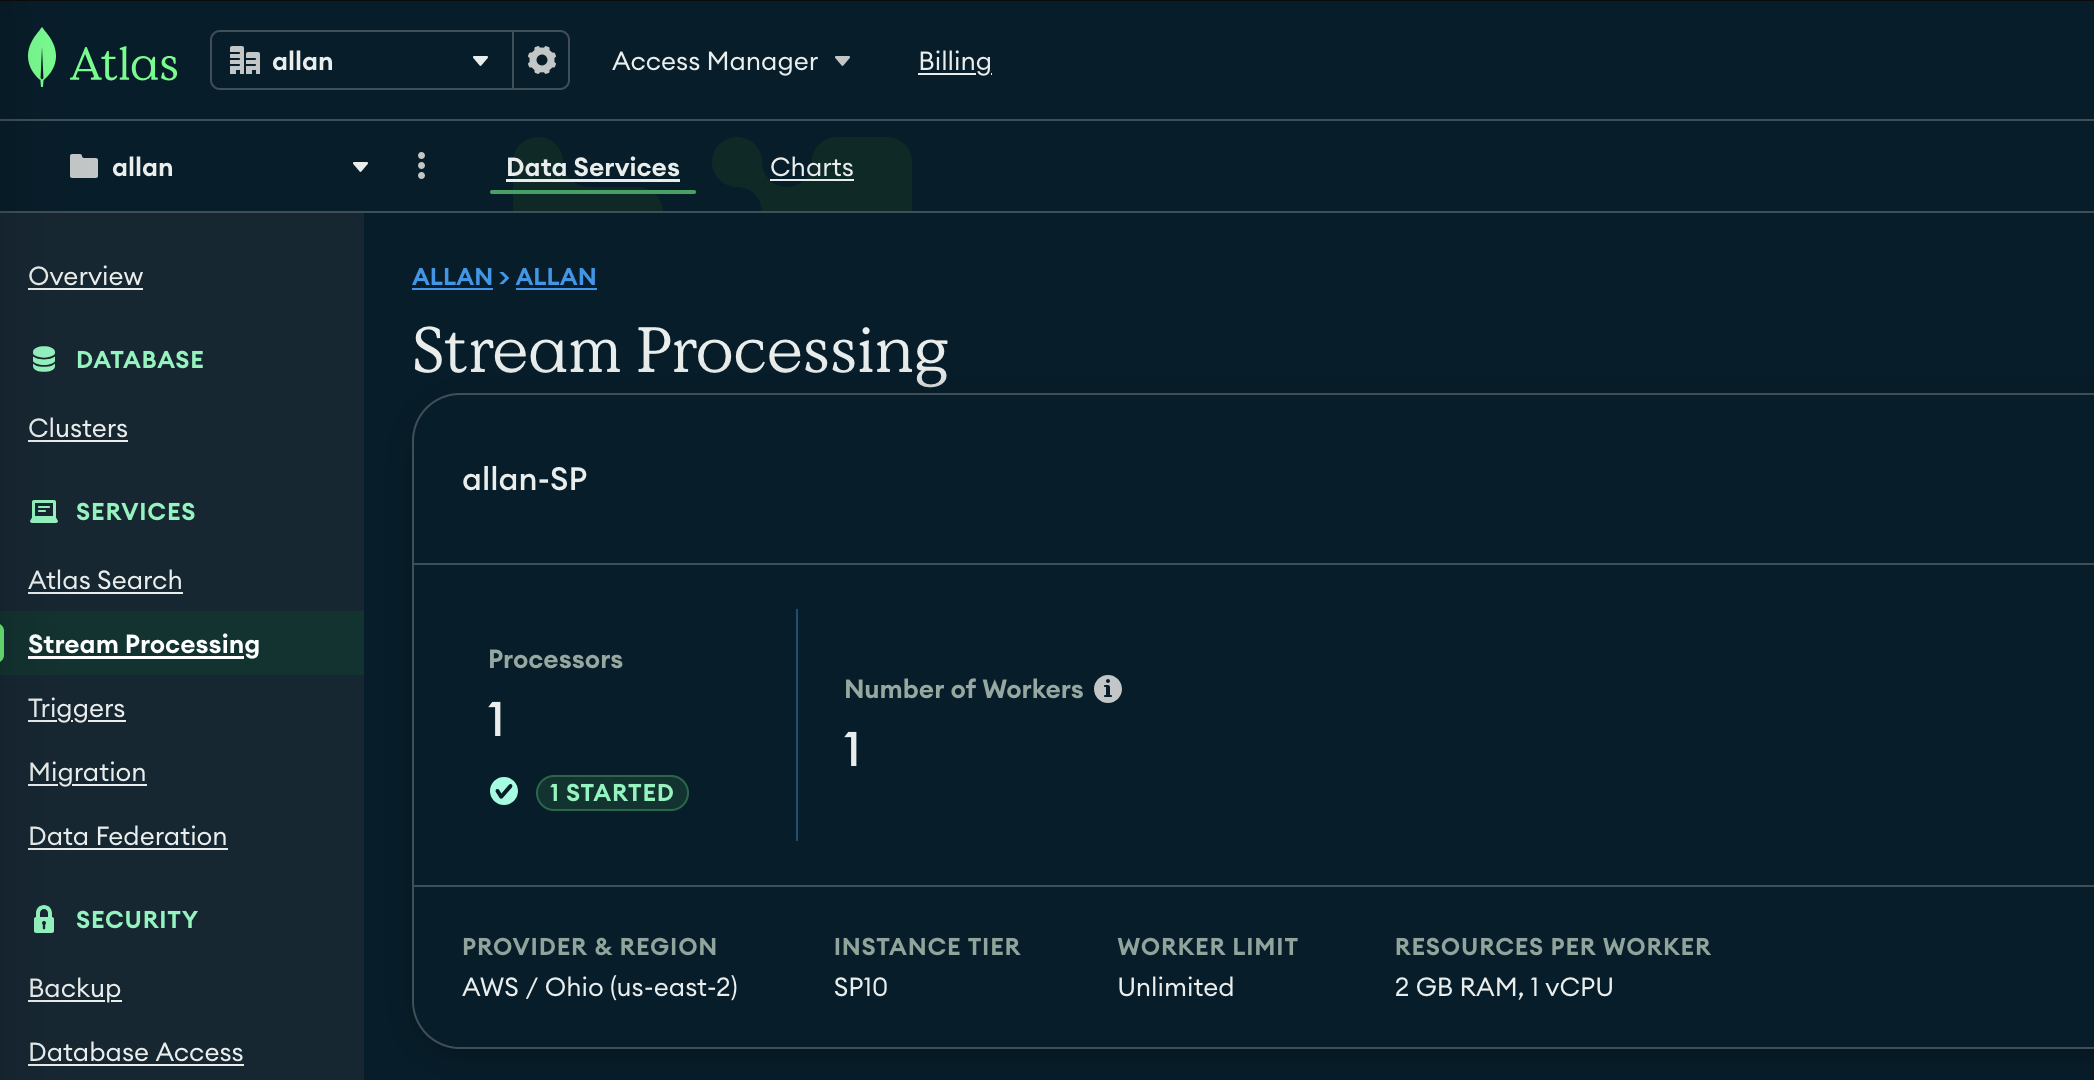 Atlas
allan
Access Manager
Billing
allan
Data Services
Charts
Overview
DATABASE
Clusters
SERVICES
Atlas Search
Stream Processing
Triggers
Migration
Data Federation
SECURITY
Backup
Database Access
ALLAN > ALLAN
Stream Processing
allan-SP
Processors
1
1 STARTED
Number of Workers
1
PROVIDER & REGION
AWS / Ohio (us-east-2)
INSTANCE TIER
SP10
WORKER LIMIT
Unlimited
RESOURCES PER WORKER
2 GB RAM, 1 vCPU